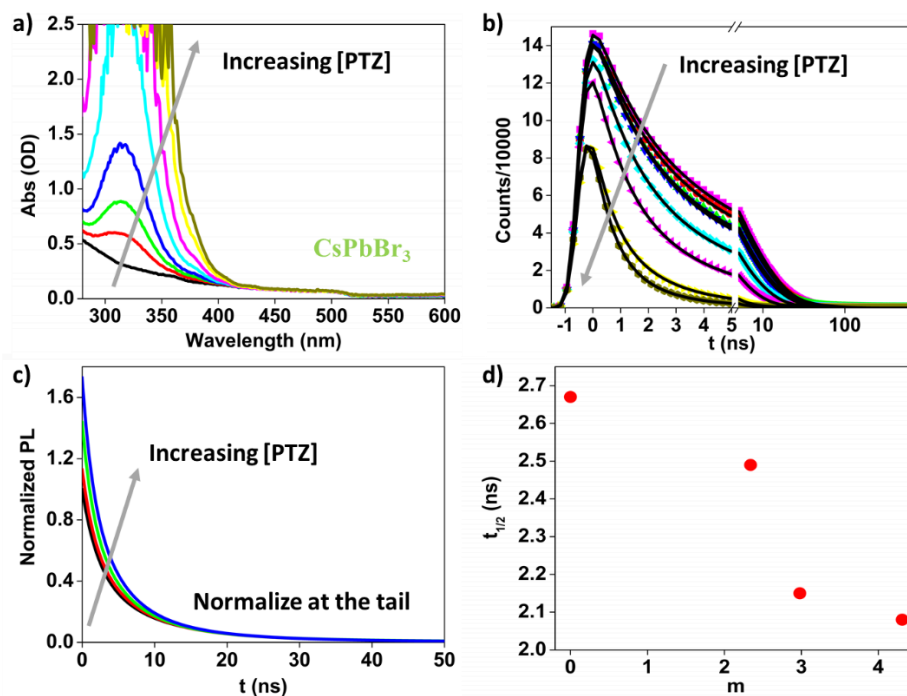 a)
2.5
2.0
1.5
1.0
0.5
0.0
Abs (OD)
Increasing [PTZ]
CsPbBr₃
300 350 400 450 500 550 600
Wavelength (nm)
b)
14
12
10
8
6
4
2
0
Counts/10000
Increasing [PTZ]
-1 0 1 2 3 4 5 10 100
t (ns)
c)
1.6
1.2
0.8
0.4
0.0
Normalized PL
Increasing [PTZ]
Normalize at the tail
0 10 20 30 40 50
t (ns)
d)
2.7
2.6
2.5
2.4
2.3
2.2
2.1
2.0
t₁/₂ (ns)
0 1 2 3 4
m